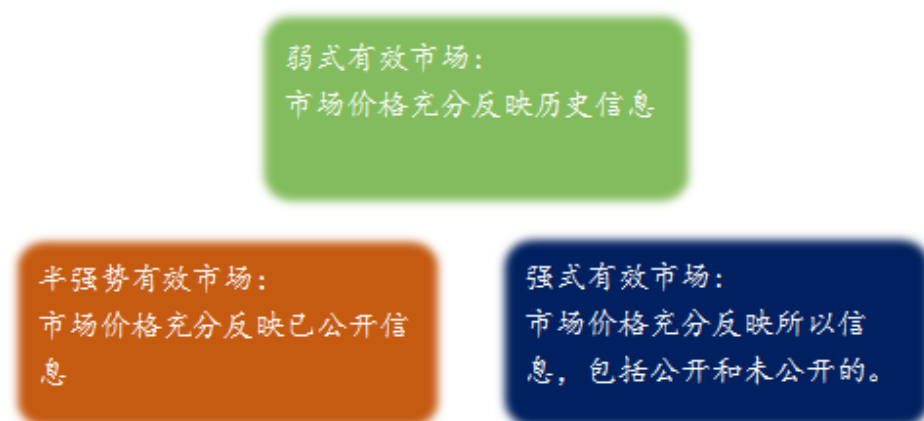 弱式有效市场：
市场价格充分反映历史信息
半强势有效市场：
市场价格充分反映已公开信
息
强式有效市场：
市场价格充分反映所以信
息，包括公开和未公开的。